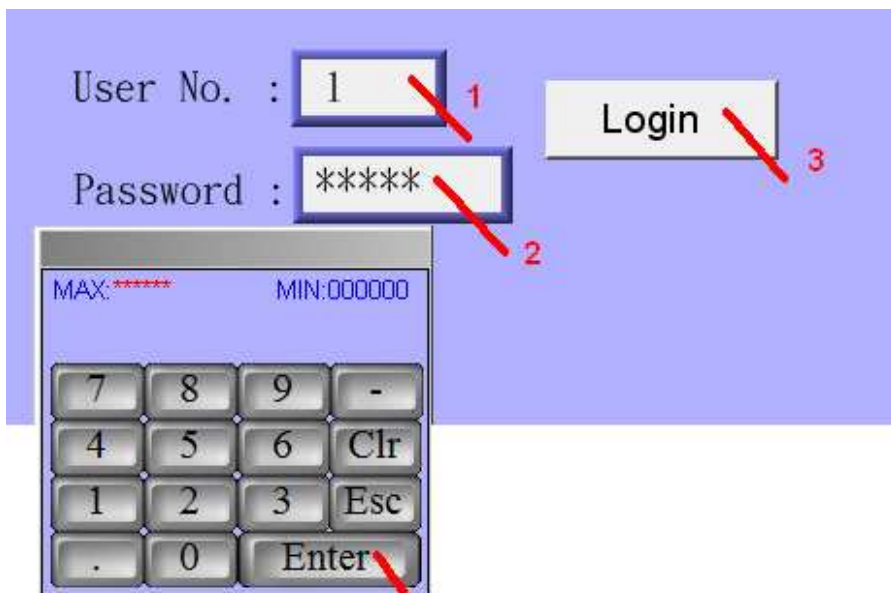 User No. : 1 1
Login 3
Password : ***** 2
MAX:****** MIN:000000
7 8 9 -
4 5 6 Clr
1 2 3 Esc
. 0 Enter